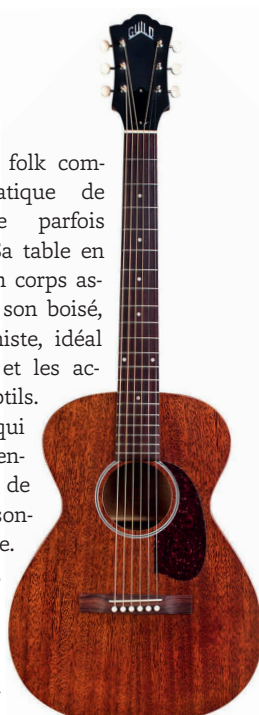 GUILD
folk com-
atique de
e parfois
Sa table en
n corps as-
son boisé,
niste, idéal
et les ac-
otils.
qui
en-
de
son-
e.